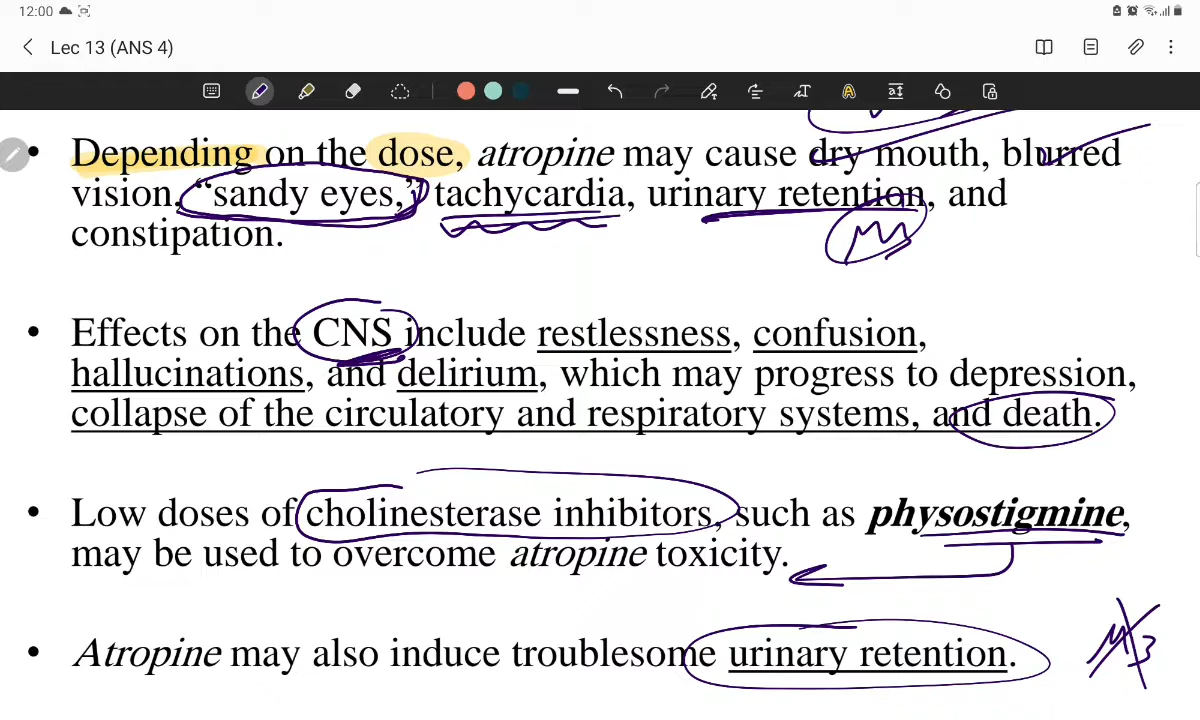 12:00
Lec 13 (ANS 4)
• Depending on the dose, atropine may cause dry mouth, blurred
vision, “sandy eyes,” tachycardia, urinary retention, and
constipation.
• Effects on the CNS include restlessness, confusion,
hallucinations, and delirium, which may progress to depression,
collapse of the circulatory and respiratory systems, and death.
• Low doses of cholinesterase inhibitors, such as physostigmine,
may be used to overcome atropine toxicity.
• Atropine may also induce troublesome urinary retention.